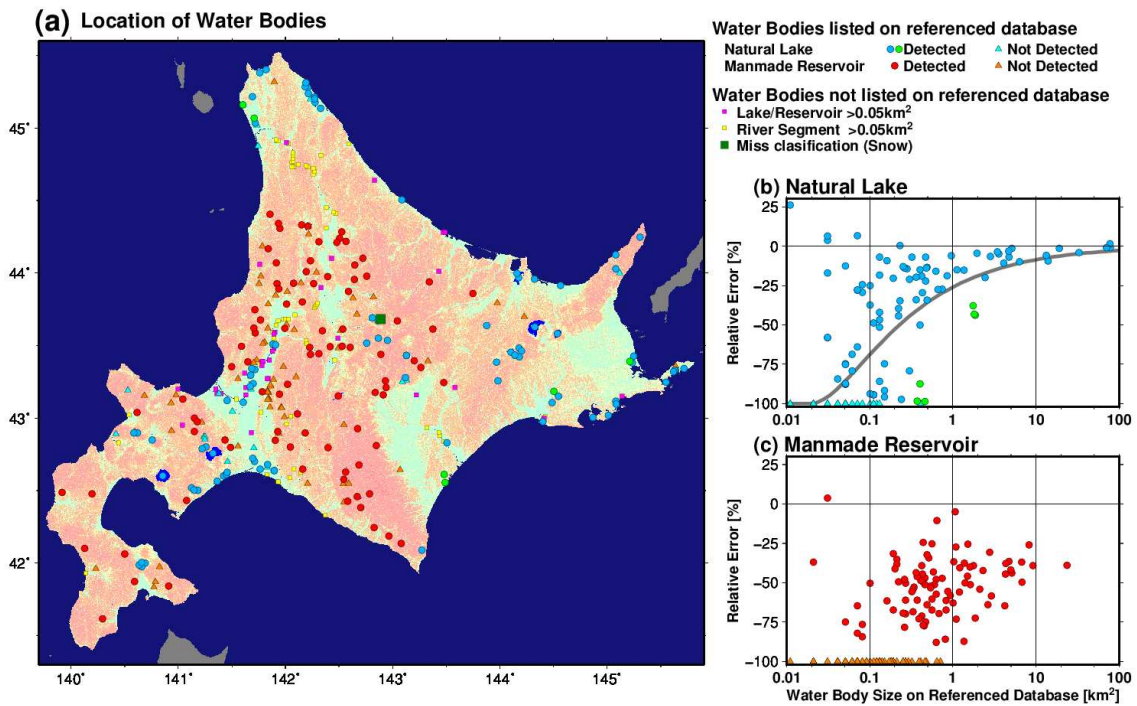 (a) Location of Water Bodies
45°
44°
43°
42°
140° 141° 142° 143° 144° 145°
Water Bodies listed on referenced database
Natural Lake Detected Not Detected
Manmade Reservoir Detected Not Detected
Water Bodies not listed on referenced database
Lake/Reservoir >0.05km²
River Segment >0.05km²
Miss clasification (Snow)
(b) Natural Lake
Relative Error [%]
25
0
−25
−50
−75
−100
0.01 0.1 1 10 100
(c) Manmade Reservoir
Relative Error [%]
25
0
−25
−50
−75
−100
0.01 0.1 1 10 100
Water Body Size on Referenced Database [km²]